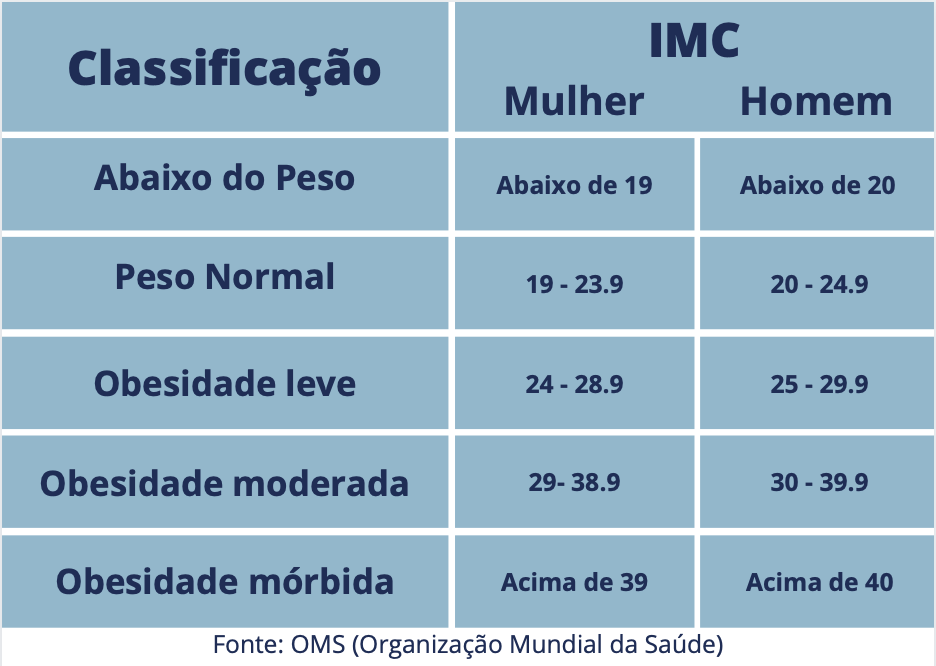 Classificação
IMC
Mulher Homem
Abaixo do Peso Abaixo de 19 Abaixo de 20
Peso Normal 19 - 23.9 20 - 24.9
Obesidade leve 24 - 28.9 25 - 29.9
Obesidade moderada 29- 38.9 30 - 39.9
Obesidade mórbida Acima de 39 Acima de 40
Fonte: OMS (Organização Mundial da Saúde)